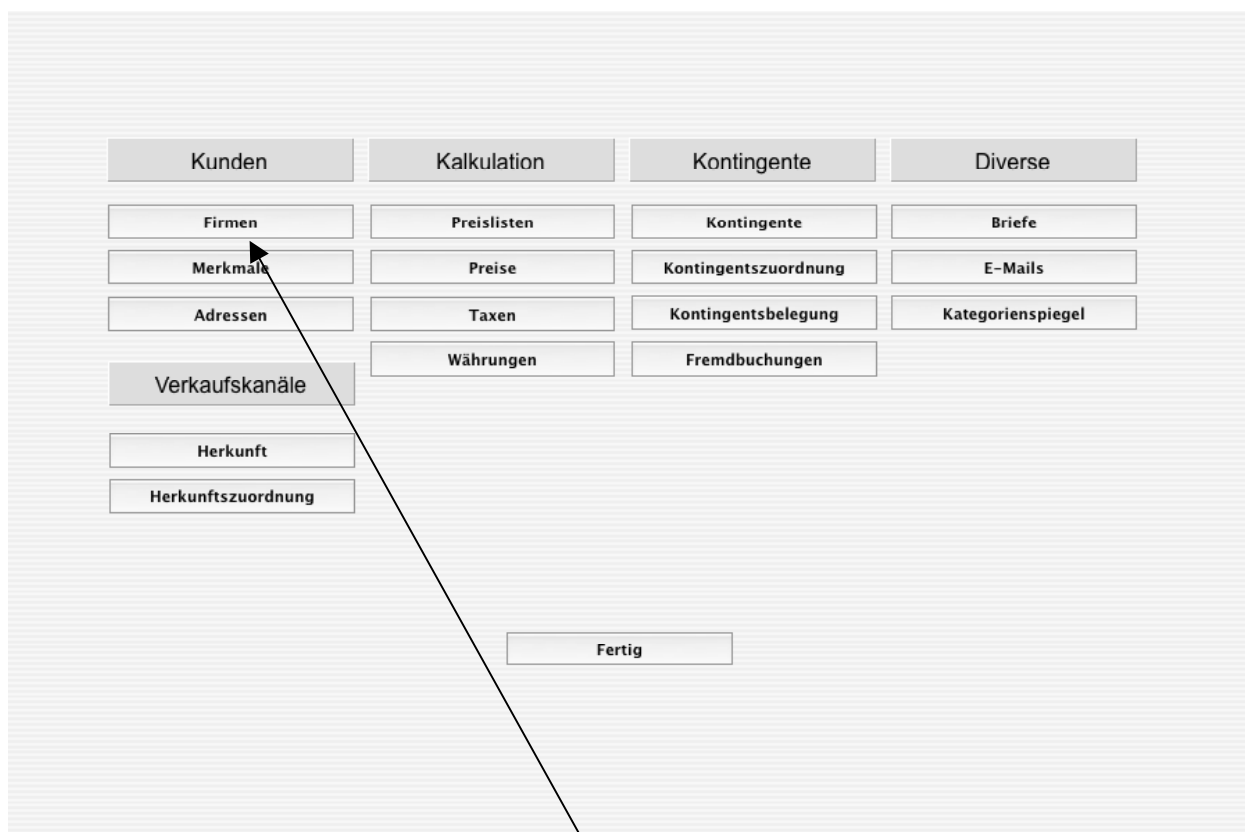 Kunden
Firmen
Merkmale
Adressen
Verkaufskanäle
Herkunft
Herkunftszuordnung
Kalkulation
Preislisten
Preise
Taxen
Währungen
Kontingente
Kontingente
Kontingentszuordnung
Kontingentsbelegung
Fremdbuchungen
Diverse
Briefe
E-Mails
Kategorienspiegel
Fertig